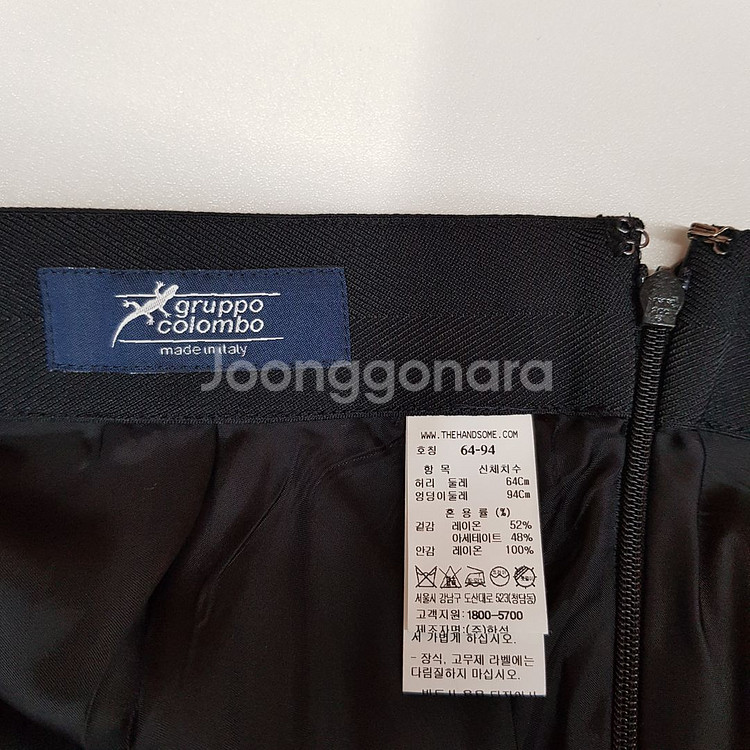 gruppo
colombo
made in italy
Joonggonara
WWW.THEHANDSOME.COM
호칭 64-94
항 목 신체치수
허리 둘레 64Cm
엉덩이둘레 94Cm
혼 용 률 (%)
겉감 레이온 52%
아세테이트 48%
안감 레이온 100%
서울시 강남구 도산대로 523(청담동)
고객지원: 1800-5700
제조자명:(주)한섬
서 가볍게 하십시오.
- 장식, 고무제 라벨에는
다림질하지 마십시오.